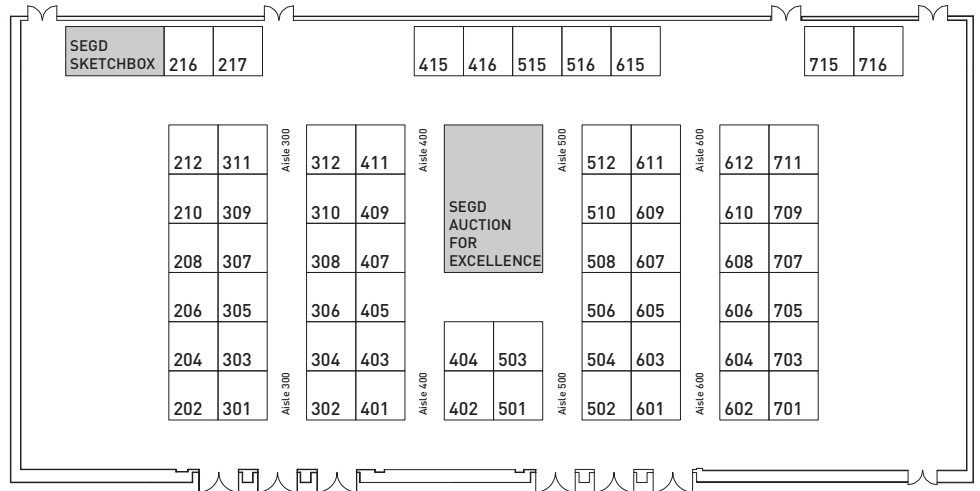 SEGD
SKETCHBOX 216 217
415 416 515 516 615
715 716
Aisle 300
Aisle 400
Aisle 500
Aisle 600
212 311 312 411 512 611 612 711
210 309 310 409 510 609 610 709
SEGD
AUCTION
FOR
EXCELLENCE
208 307 308 407 508 607 608 707
206 305 306 405 506 605 606 705
204 303 304 403 404 503 504 603 604 703
Aisle 300
Aisle 400
Aisle 500
Aisle 600
202 301 302 401 402 501 502 601 602 701